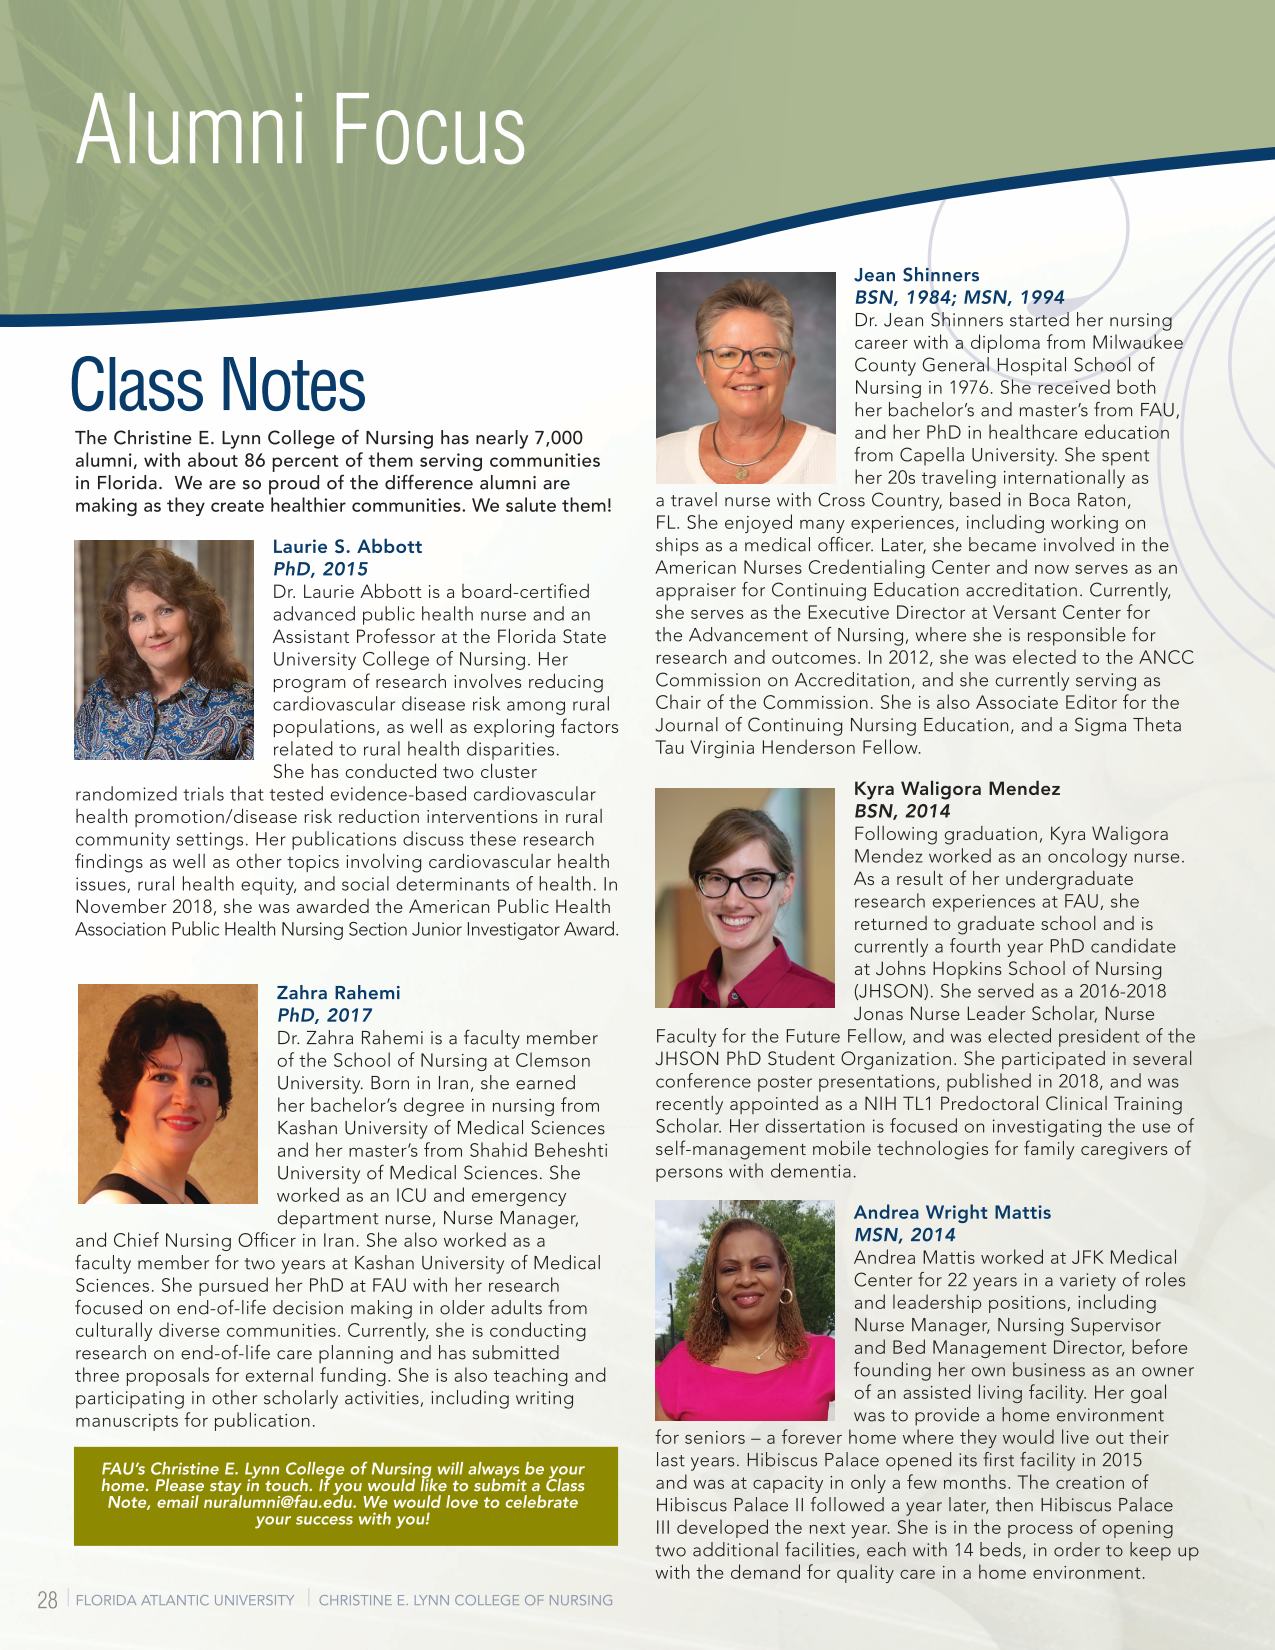 Alumni Focus
Class Notes
The Christine E. Lynn College of Nursing has nearly 7,000
alumni, with about 86 percent of them serving communities
in Florida.  We are so proud of the difference alumni are
making as they create healthier communities. We salute them!
Laurie S. Abbott
PhD, 2015
Dr. Laurie Abbott is a board-certified
advanced public health nurse and an
Assistant Professor at the Florida State
University College of Nursing. Her
program of research involves reducing
cardiovascular disease risk among rural
populations, as well as exploring factors
related to rural health disparities.
She has conducted two cluster
randomized trials that tested evidence-based cardiovascular
health promotion/disease risk reduction interventions in rural
community settings. Her publications discuss these research
findings as well as other topics involving cardiovascular health
issues, rural health equity, and social determinants of health. In
November 2018, she was awarded the American Public Health
Association Public Health Nursing Section Junior Investigator Award.
Zahra Rahemi
PhD, 2017
Dr. Zahra Rahemi is a faculty member
of the School of Nursing at Clemson
University. Born in Iran, she earned
her bachelor's degree in nursing from
Kashan University of Medical Sciences
and her master's from Shahid Beheshti
University of Medical Sciences. She
worked as an ICU and emergency
department nurse, Nurse Manager,
and Chief Nursing Officer in Iran. She also worked as a
faculty member for two years at Kashan University of Medical
Sciences. She pursued her PhD at FAU with her research
focused on end-of-life decision making in older adults from
culturally diverse communities. Currently, she is conducting
research on end-of-life care planning and has submitted
three proposals for external funding. She is also teaching and
participating in other scholarly activities, including writing
manuscripts for publication.
FAU's Christine E. Lynn College of Nursing will always be your
home. Please stay in touch. If you would like to submit a Class
Note, email nuralumni@fau.edu. We would love to celebrate
your success with you!
Jean Shinners
BSN, 1984; MSN, 1994
Dr. Jean Shinners started her nursing
career with a diploma from Milwaukee
County General Hospital School of
Nursing in 1976. She received both
her bachelor's and master's from FAU,
and her PhD in healthcare education
from Capella University. She spent
her 20s traveling internationally as
a travel nurse with Cross Country, based in Boca Raton,
FL. She enjoyed many experiences, including working on
ships as a medical officer. Later, she became involved in the
American Nurses Credentialing Center and now serves as an
appraiser for Continuing Education accreditation. Currently,
she serves as the Executive Director at Versant Center for
the Advancement of Nursing, where she is responsible for
research and outcomes. In 2012, she was elected to the ANCC
Commission on Accreditation, and she currently serving as
Chair of the Commission. She is also Associate Editor for the
Journal of Continuing Nursing Education, and a Sigma Theta
Tau Virginia Henderson Fellow.
Kyra Waligora Mendez
BSN, 2014
Following graduation, Kyra Waligora
Mendez worked as an oncology nurse.
As a result of her undergraduate
research experiences at FAU, she
returned to graduate school and is
currently a fourth year PhD candidate
at Johns Hopkins School of Nursing
(JHSON). She served as a 2016-2018
Jonas Nurse Leader Scholar, Nurse
Faculty for the Future Fellow, and was elected president of the
JHSON PhD Student Organization. She participated in several
conference poster presentations, published in 2018, and was
recently appointed as a NIH TL1 Predoctoral Clinical Training
Scholar. Her dissertation is focused on investigating the use of
self-management mobile technologies for family caregivers of
persons with dementia.
Andrea Wright Mattis
MSN, 2014
Andrea Mattis worked at JFK Medical
Center for 22 years in a variety of roles
and leadership positions, including
Nurse Manager, Nursing Supervisor
and Bed Management Director, before
founding her own business as an owner
of an assisted living facility. Her goal
was to provide a home environment
for seniors – a forever home where they would live out their
last years. Hibiscus Palace opened its first facility in 2015
and was at capacity in only a few months. The creation of
Hibiscus Palace II followed a year later, then Hibiscus Palace
III developed the next year. She is in the process of opening
two additional facilities, each with 14 beds, in order to keep up
with the demand for quality care in a home environment.
28 | FLORIDA ATLANTIC UNIVERSITY | CHRISTINE E. LYNN COLLEGE OF NURSING